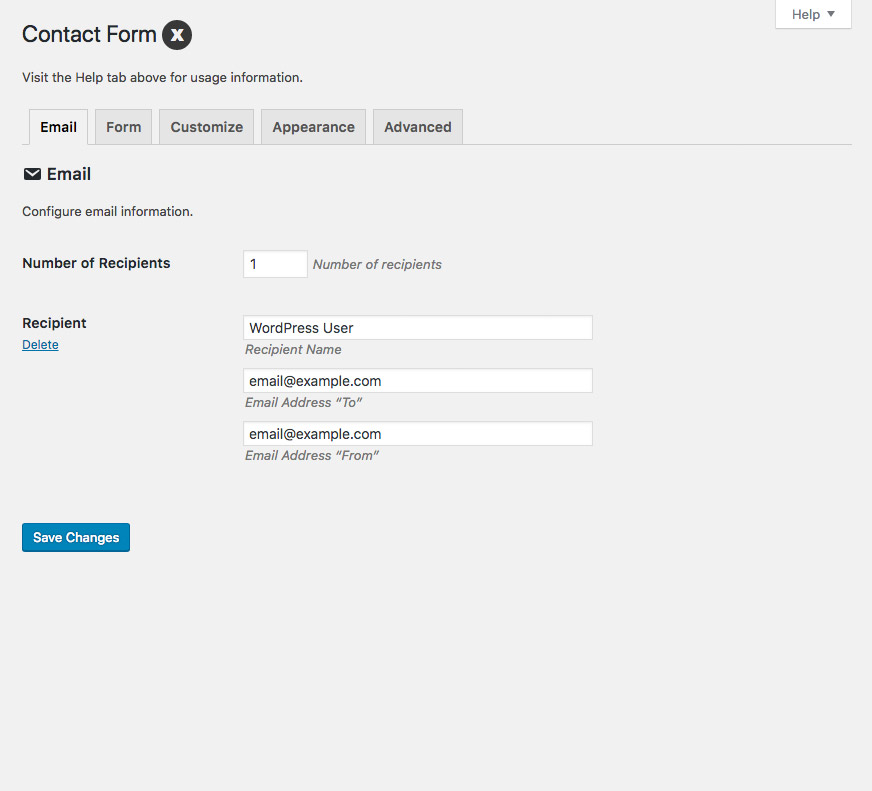 Help
Contact Form X
Visit the Help tab above for usage information.
Email Form Customize Appearance Advanced
Email
Configure email information.
Number of Recipients 1 Number of recipients
Recipient WordPress User
Delete Recipient Name
email@example.com
Email Address “To”
email@example.com
Email Address “From”
Save Changes